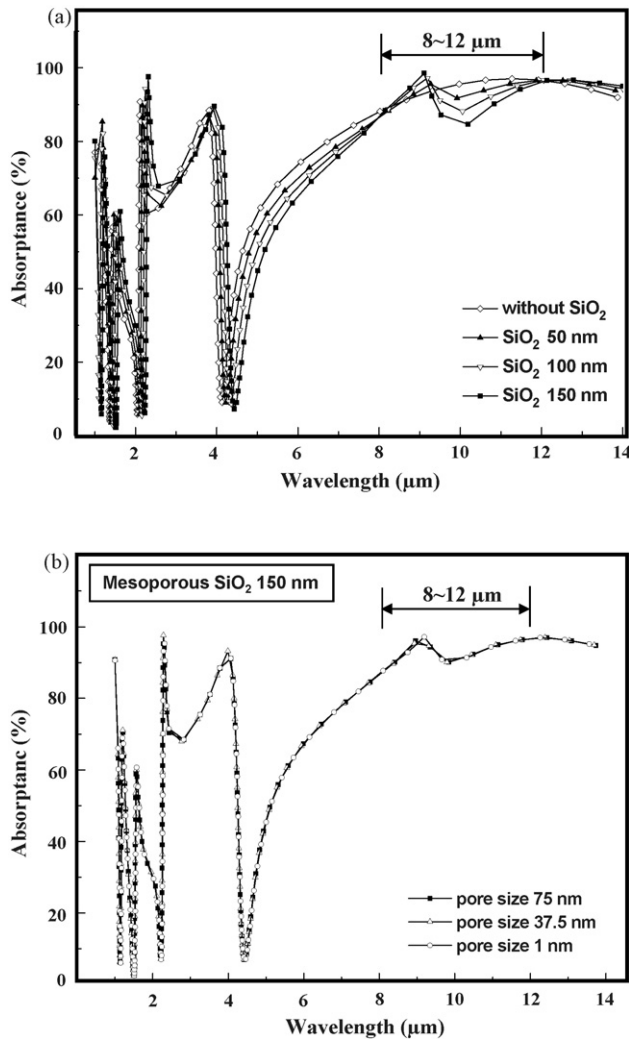 (a)
8~12 µm
100
80
60
40
20
0
Absorptance (%)
without SiO₂
SiO₂ 50 nm
SiO₂ 100 nm
SiO₂ 150 nm
2 4 6 8 10 12 14
Wavelength (µm)
(b)
Mesoporous SiO₂ 150 nm
8~12 µm
100
80
60
40
20
0
Absorptanc (%)
pore size 75 nm
pore size 37.5 nm
pore size 1 nm
2 4 6 8 10 12 14
Wavelength (µm)